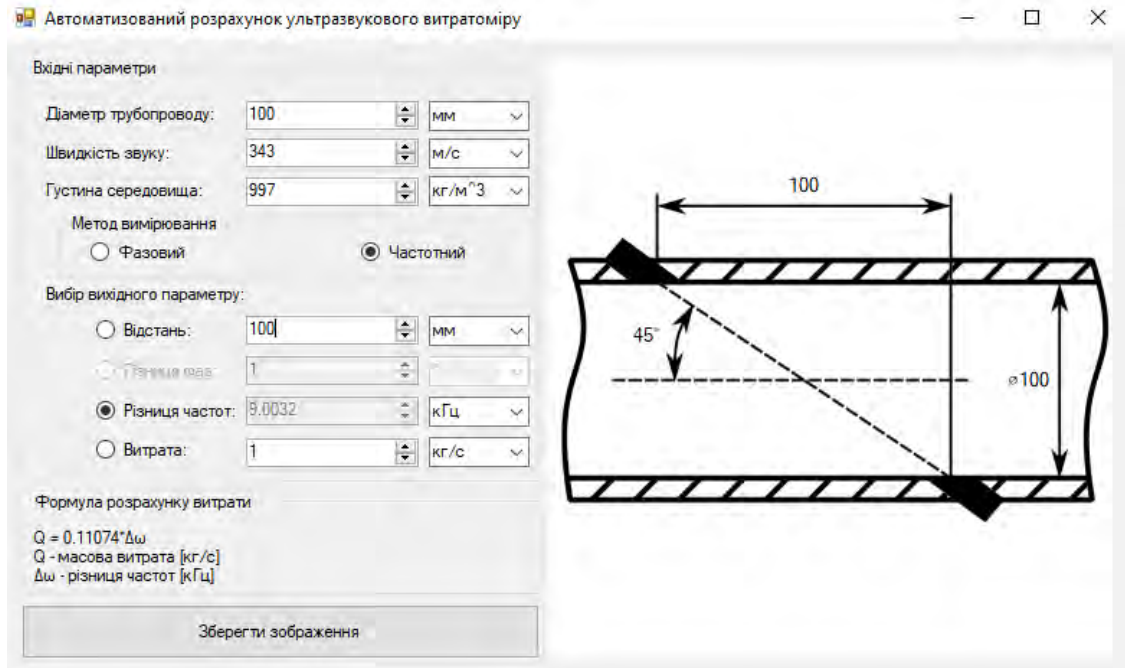 Автоматизований розрахунок ультразвукового витратоміру
Вхідні параметри
Діаметр трубопроводу: 100 мм
Швидкість звуку: 343 м/с
Густина середовища: 997 кг/м^3
Метод вимірювання
Фазовий Частотний
Вибір вихідного параметру:
Відстань: 100 мм
Різниця фаз: 1 °
Різниця частот: 9.0032 кГц
Витрата: 1 кг/с
Формула розрахунку витрати
Q = 0.11074*Δω
Q - масова витрата [кг/с]
Δω - різниця частот [кГц]
Зберегти зображення
100
45°
⌀100